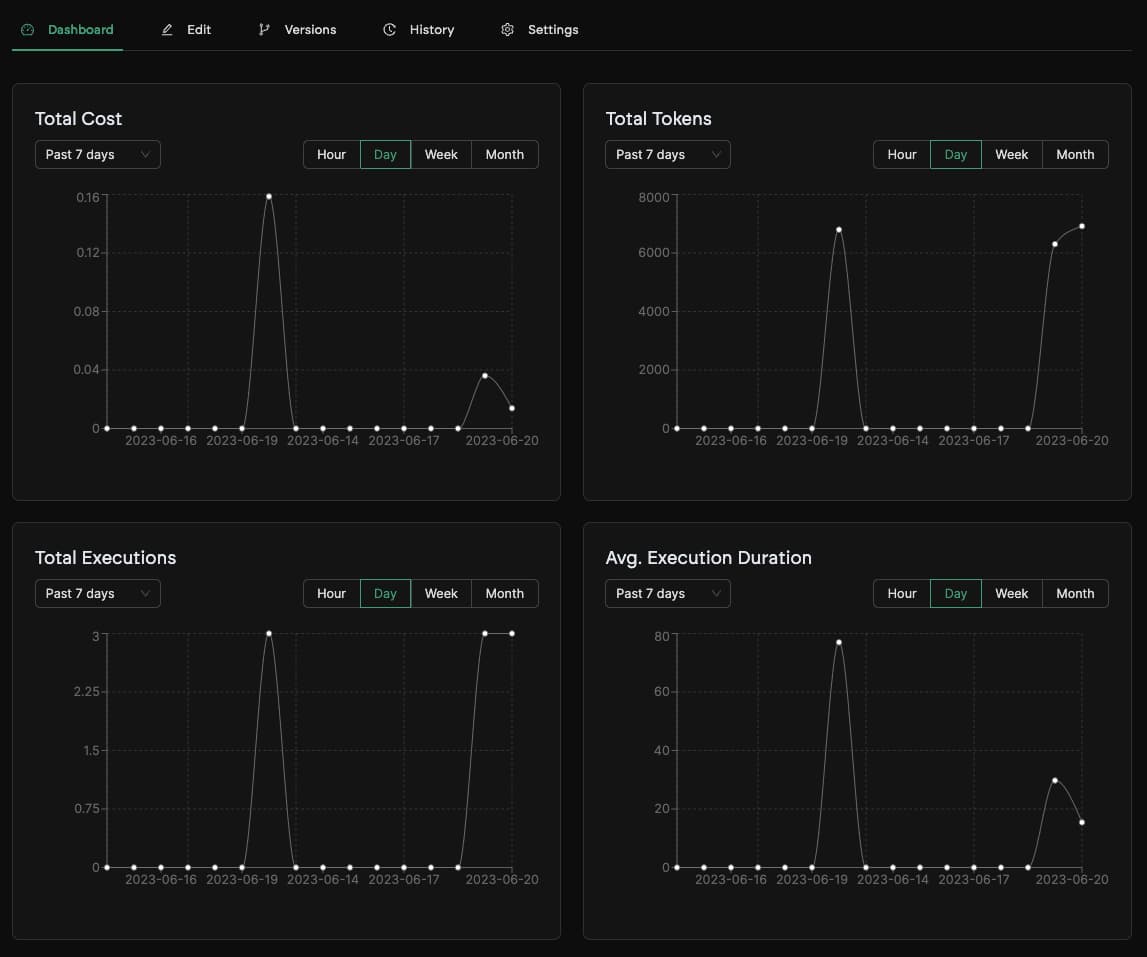 Dashboard Edit Versions History Settings
Total Cost
Past 7 days Hour Day Week Month
0.16
0.12
0.08
0.04
0
2023-06-16 2023-06-19 2023-06-14 2023-06-17 2023-06-20
Total Tokens
Past 7 days Hour Day Week Month
8000
6000
4000
2000
0
2023-06-16 2023-06-19 2023-06-14 2023-06-17 2023-06-20
Total Executions
Past 7 days Hour Day Week Month
3
2.25
1.5
0.75
0
2023-06-16 2023-06-19 2023-06-14 2023-06-17 2023-06-20
Avg. Execution Duration
Past 7 days Hour Day Week Month
80
60
40
20
0
2023-06-16 2023-06-19 2023-06-14 2023-06-17 2023-06-20